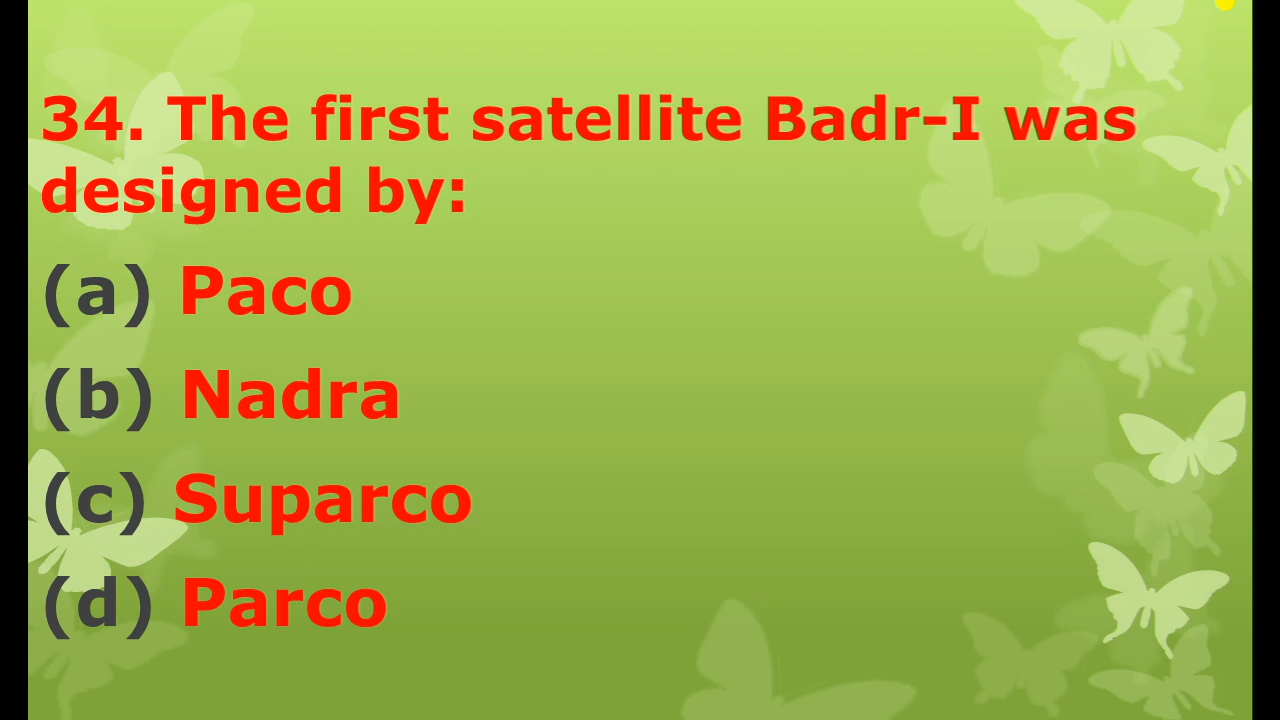 34. The first satellite Badr-I was
designed by:
(a) Paco
(b) Nadra
(c) Suparco
(d) Parco